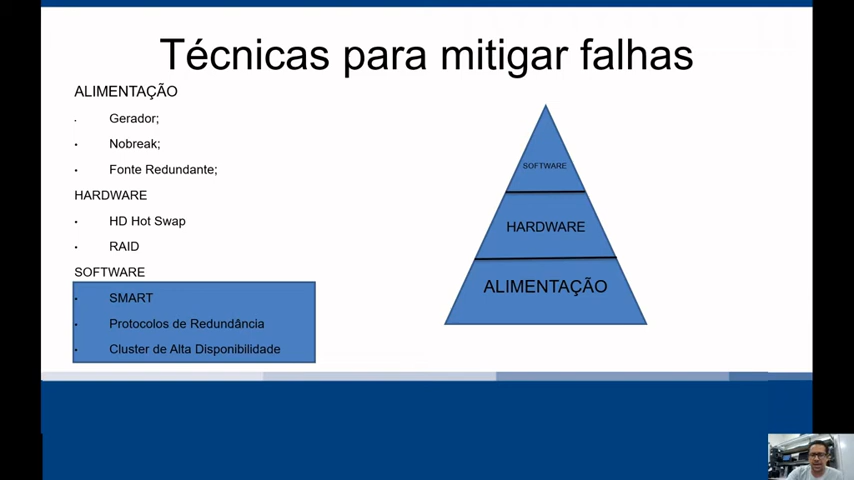 Técnicas para mitigar falhas
ALIMENTAÇÃO
Gerador;
Nobreak;
Fonte Redundante;
HARDWARE
HD Hot Swap
RAID
SOFTWARE
SMART
Protocolos de Redundância
Cluster de Alta Disponibilidade
SOFTWARE
HARDWARE
ALIMENTAÇÃO